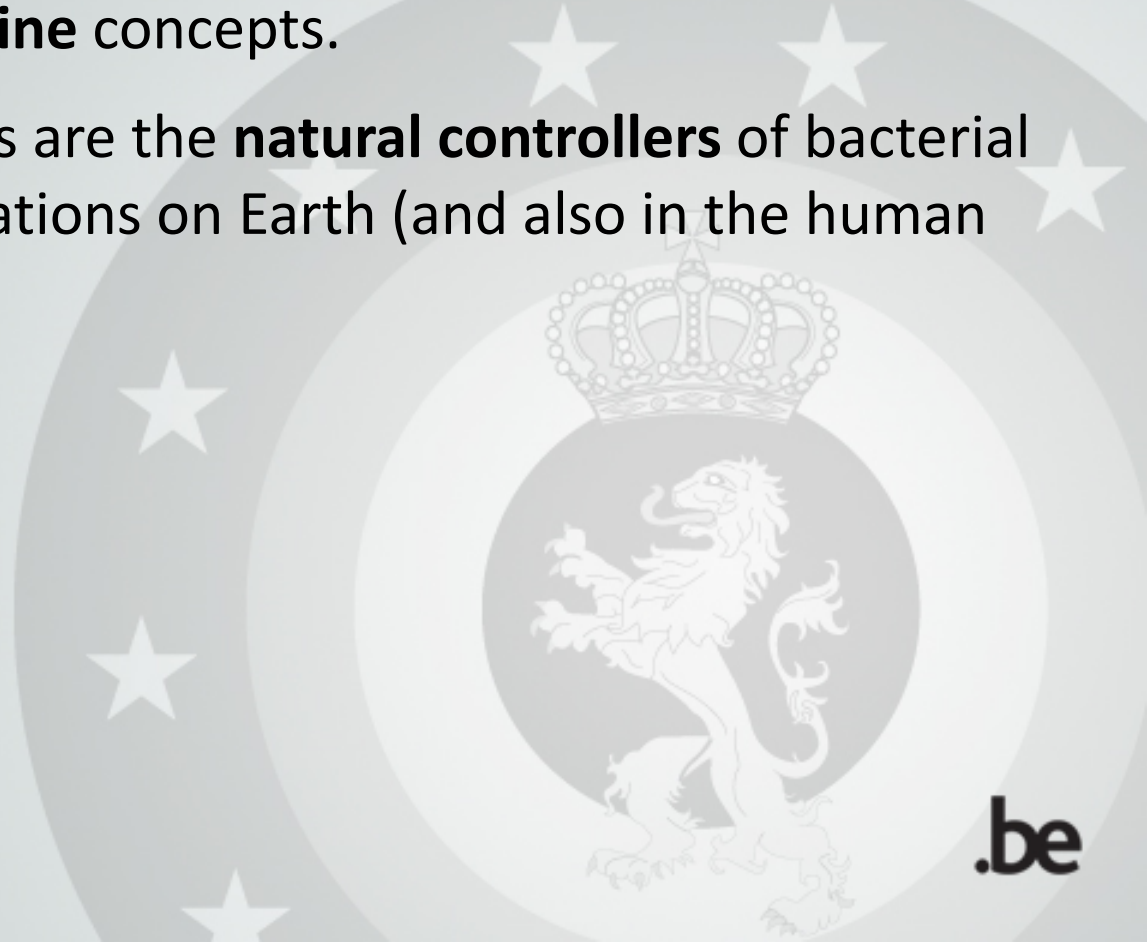 ine concepts.
s are the natural controllers of bacterial
ations on Earth (and also in the human
.be